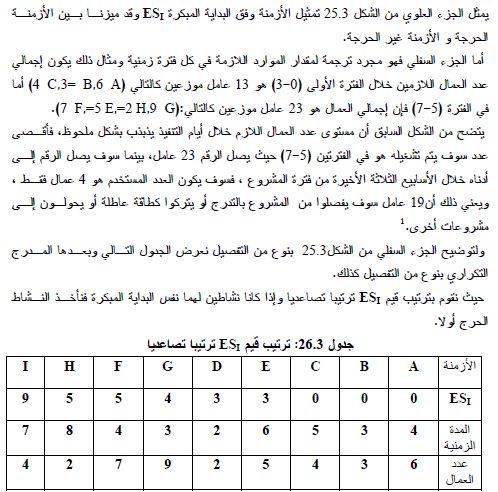 يمثل الجزء العلوي من الشكل 25.3 تمثيل الأزمنة وفق البداية المبكرة ESI وقد ميزنا بين الأزمنة
الحرجة و الأزمنة غير الحرجة.
أما الجزء السفلي فهو مجرد ترجمة لمقدار الموارد اللازمة في كل فترة زمنية ومثال ذلك يكون إجمالي
عدد العمال اللازمين خلال الفترة الأولى (0-3) هو 13 عامل موزعين كالتالي (A 6,B =3,C 4) أما
في الفترة (5-7) فإن إجمالي العمال هو 23 عامل موزعين كالتالي:(G 9,H 2=,E 5=,F 7).
يتضح من الشكل السابق أن مستوى عدد العمال اللازم خلال أيام التنفيذ يذبذب بشكل ملحوظ، فأقصى
عدد سوف يتم تشغيله هو في الفترتين (5-7) حيث يصل الرقم 23 عامل، بينما سوف يصل الرقم إلى
أدناه خلال الأسابيع الثلاثة الأخيرة من فترة المشروع ، فسوف يكون العدد المستخدم هو 4 عمال فقط ،
ويعني ذلك أن19 عامل سوف يفصلوا من المشروع بالتدرج أو يتركوا كطاقة عاطلة أو يحولون إلى
مشروعات أخرى.1
ولتوضيح الجزء السفلي من الشكل25.3 بنوع من التفصيل نعرض الجدول التالي وبعدها المدرج
التكراري بنوع من التفصيل كذلك.
حيث نقوم بترتيب قيم ESI ترتيبا تصاعديا وإذا كانا نشاطين لهما نفس البداية المبكرة فنأخذ النشاط
الحرج أولا.
جدول 26.3: ترتيب قيم ESI ترتيبا تصاعديا
الأزمنة A B C E D G F H I
ESI 0 0 0 3 3 4 5 5 9
المدة الزمنية 4 3 5 6 2 3 4 8 7
عدد العمال 6 3 4 5 2 9 7 2 4